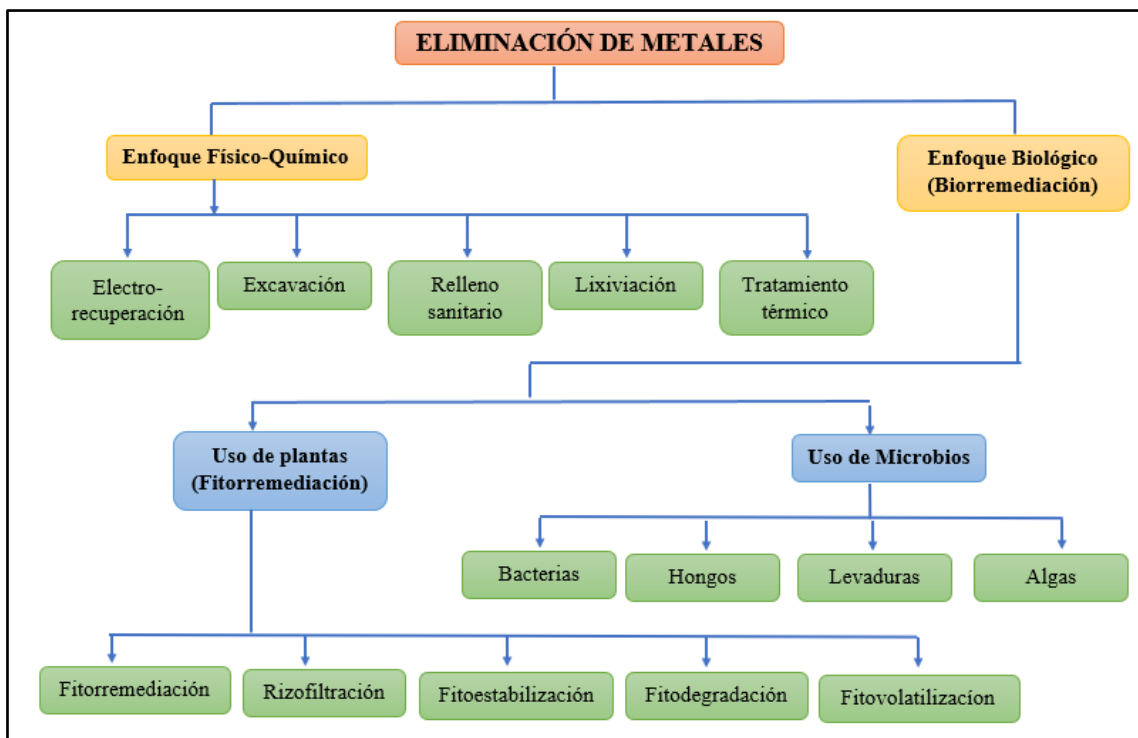 ELIMINACIÓN DE METALES
Enfoque Físico-Químico
Enfoque Biológico
(Biorremediación)
Electro-
recuperación
Excavación
Relleno
sanitario
Lixiviación
Tratamiento
térmico
Uso de plantas
(Fitorremediación)
Uso de Microbios
Bacterias
Hongos
Levaduras
Algas
Fitorremediación
Rizofiltración
Fitoestabilización
Fitodegradación
Fitovolatilizacíon